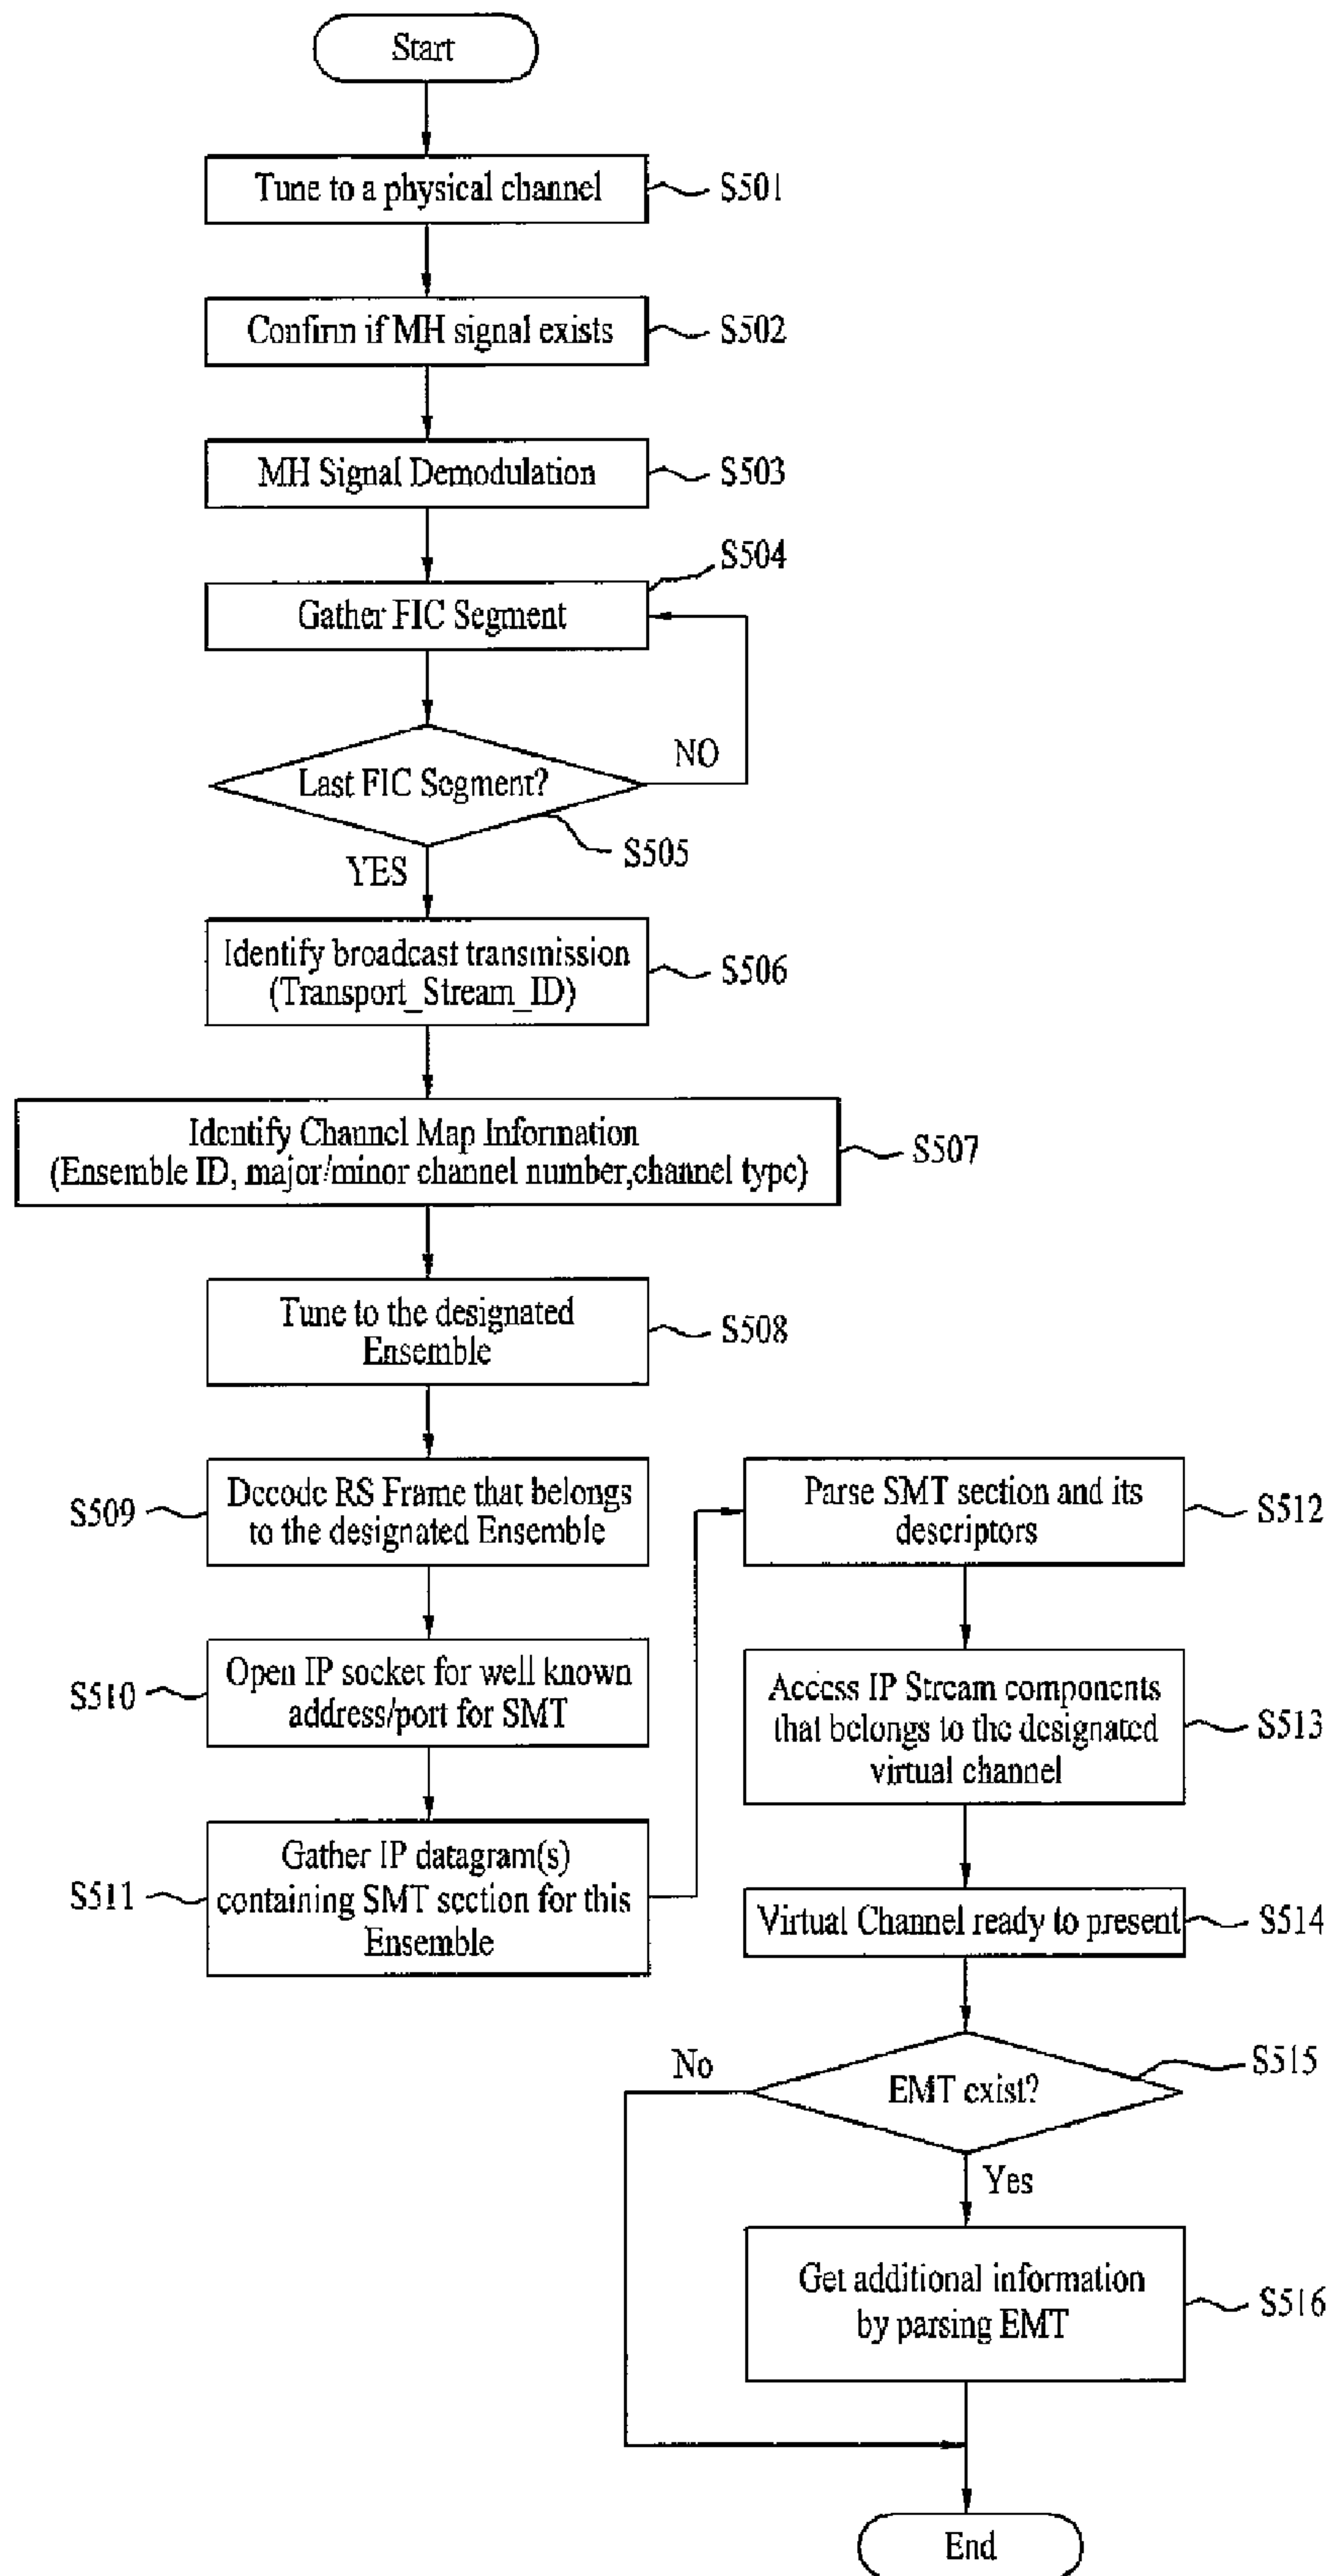 Start
Tune to a physical channel
S501
Confirm if MH signal exists
S502
MH Signal Demodulation
S503
S504
Gather FIC Segment
NO
Last FIC Segment?
S505
YES
Identify broadcast transmission
(Transport_Stream_ID)
S506
Identify Channel Map Information
(Ensemble ID, major/minor channel number,channel type)
S507
Tune to the designated
Ensemble
S508
S509
Decode RS Frame that belongs
to the designated Ensemble
S510
Open IP socket for well known
address/port for SMT
S511
Gather IP datagram(s)
containing SMT section for this
Ensemble
Parse SMT section and its
descriptors
S512
Access IP Stream components
that belongs to the designated
virtual channel
S513
Virtual Channel ready to present
S514
No
EMT exist?
S515
Yes
Get additional information
by parsing EMT
S516
End